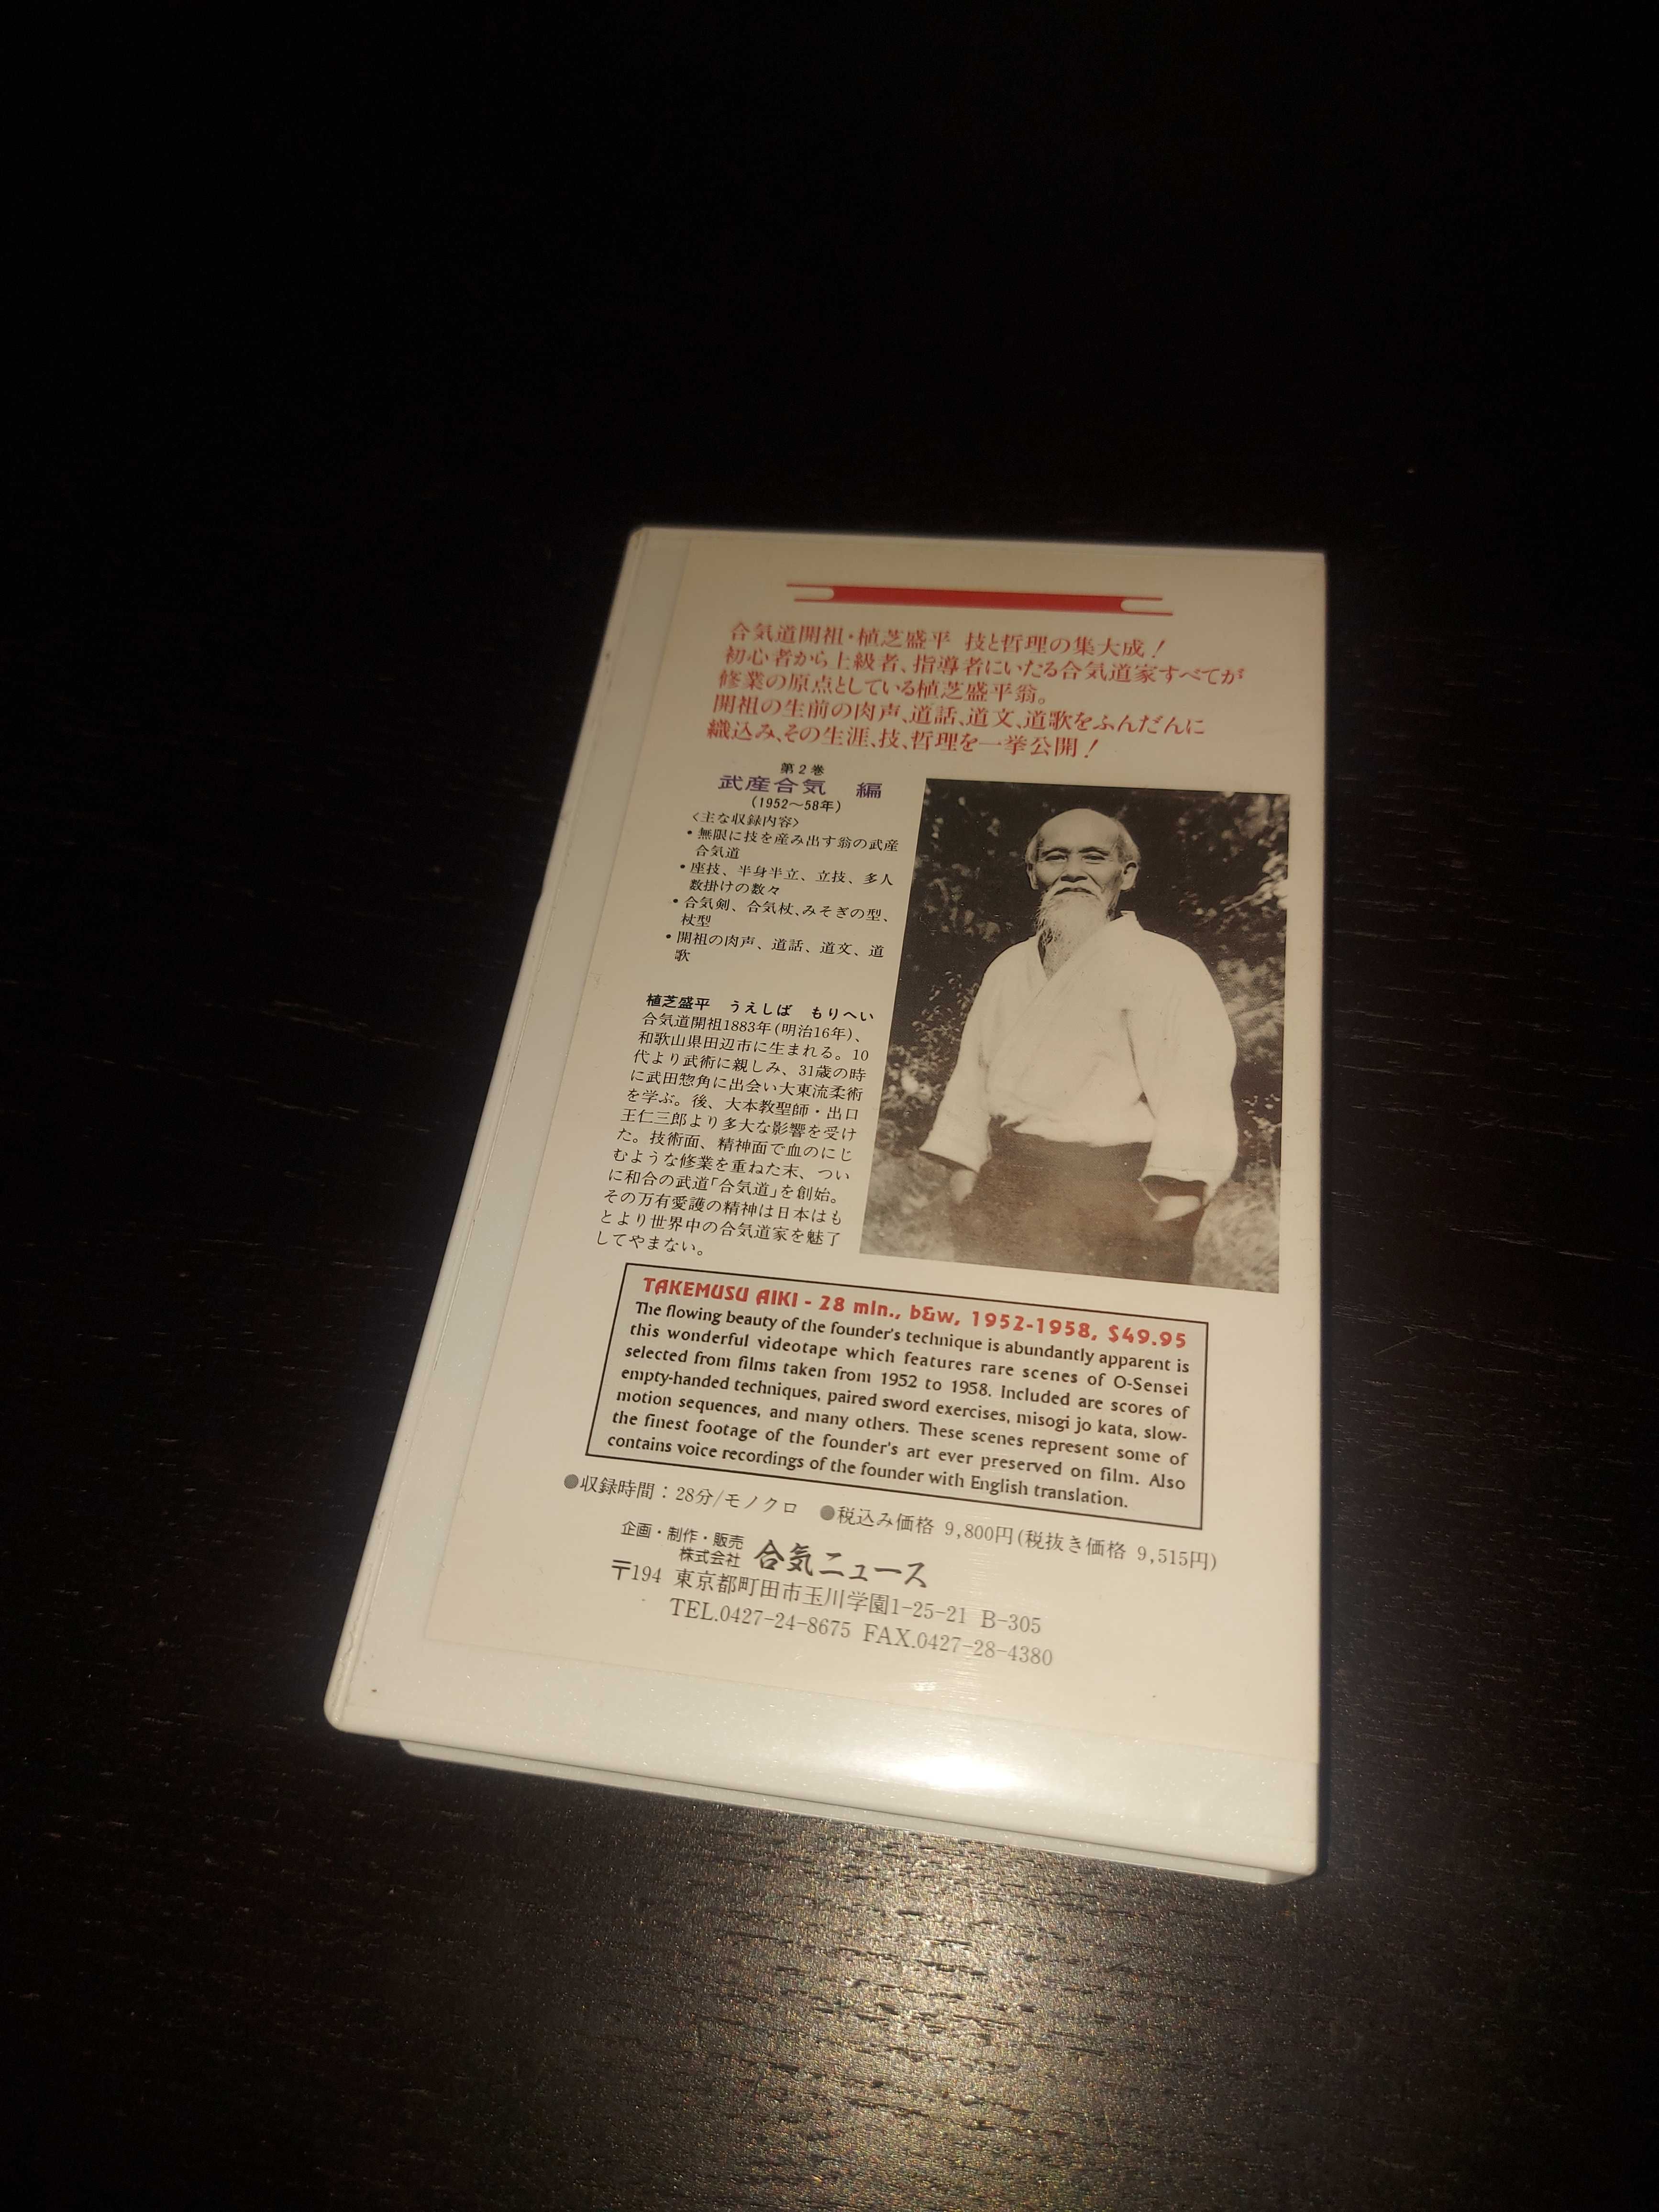 合気道開祖・植芝盛平 技と哲理の集大成！
初心者から上級者、指導者にいたる合気道家すべてが
修業の原点としている植芝盛平翁。
開祖の生前の肉声、道話、道文、道歌をふんだんに
織込み、その生涯、技、哲理を一挙公開！
第2巻
武産合気 編
(1952〜58年)
〈主な収録内容〉
・無限に技を産み出す翁の武産
合気道
・座技、半身半立、立技、多人
数掛けの数々
・合気剣、合気杖、みそぎの型、
杖型
・開祖の肉声、道話、道文、道
歌
植芝盛平 うえしば もりへい
合気道開祖1883年(明治16年)、
和歌山県田辺市に生まれる。10
代より武術に親しみ、31歳の時
に武田惣角に出会い大東流柔術
を学ぶ。後、大本教聖師・出口
王仁三郎より多大な影響を受け
た。技術面、精神面で血のにじ
むような修業を重ねた末、つい
に和合の武道「合気道」を創始。
その万有愛護の精神は日本はも
とより世界中の合気道家を魅了
してやまない。
TAKEMUSU AIKI - 28 min., b&w, 1952-1958, $49.95
The flowing beauty of the founder's technique is abundantly apparent is
this wonderful videotape which features rare scenes of O-Sensei
selected from films taken from 1952 to 1958. Included are scores of
empty-handed techniques, paired sword exercises, misogi jo kata, slow-
motion sequences, and many others. These scenes represent some of
the finest footage of the founder's art ever preserved on film. Also
contains voice recordings of the founder with English translation.
●収録時間：28分/モノクロ ●税込み価格 9,800円(税抜き価格 9,515円)
企画・制作・販売
株式会社 合気ニュース
〒194 東京都町田市玉川学園1-25-21 B-305
TEL.0427-24-8675 FAX.0427-28-4380